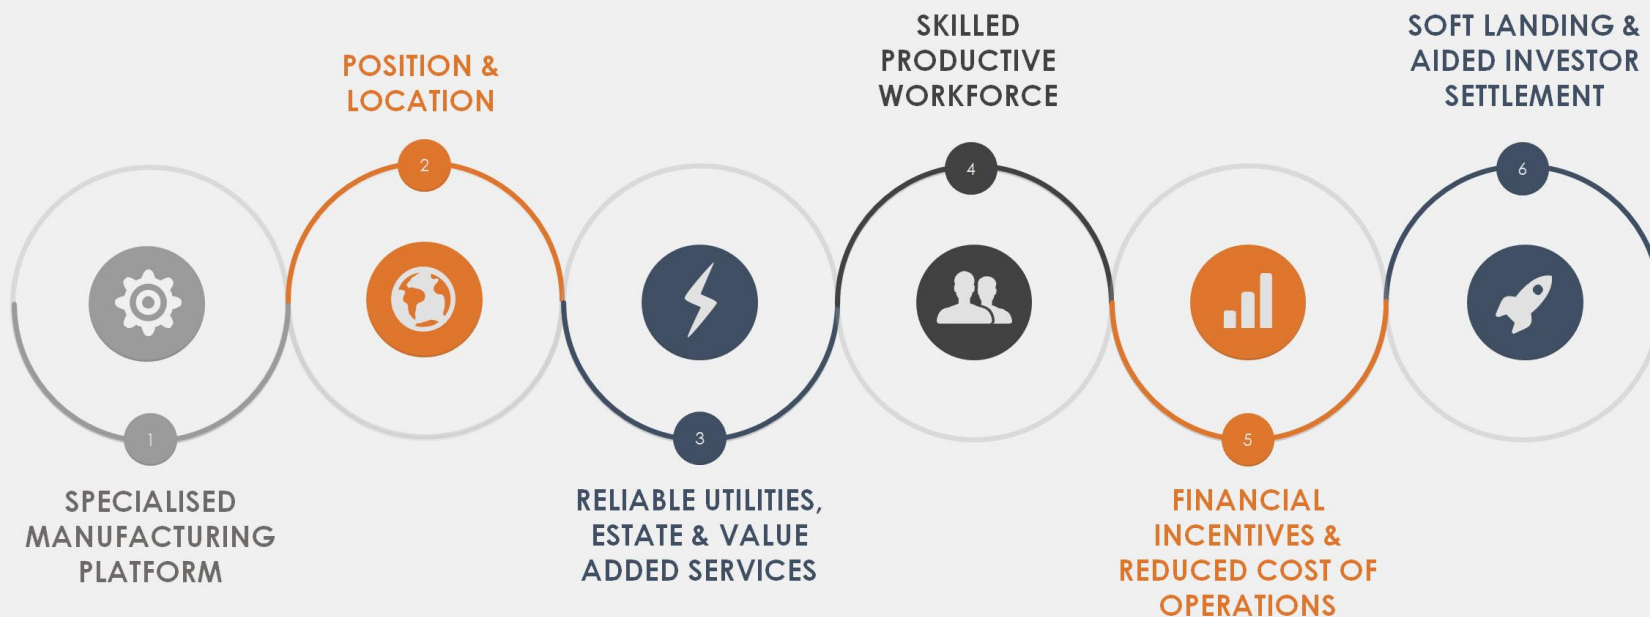 1
SPECIALISED
MANUFACTURING
PLATFORM
POSITION &
LOCATION
2
3
RELIABLE UTILITIES,
ESTATE & VALUE
ADDED SERVICES
SKILLED
PRODUCTIVE
WORKFORCE
4
5
FINANCIAL
INCENTIVES &
REDUCED COST OF
OPERATIONS
SOFT LANDING &
AIDED INVESTOR
SETTLEMENT
6